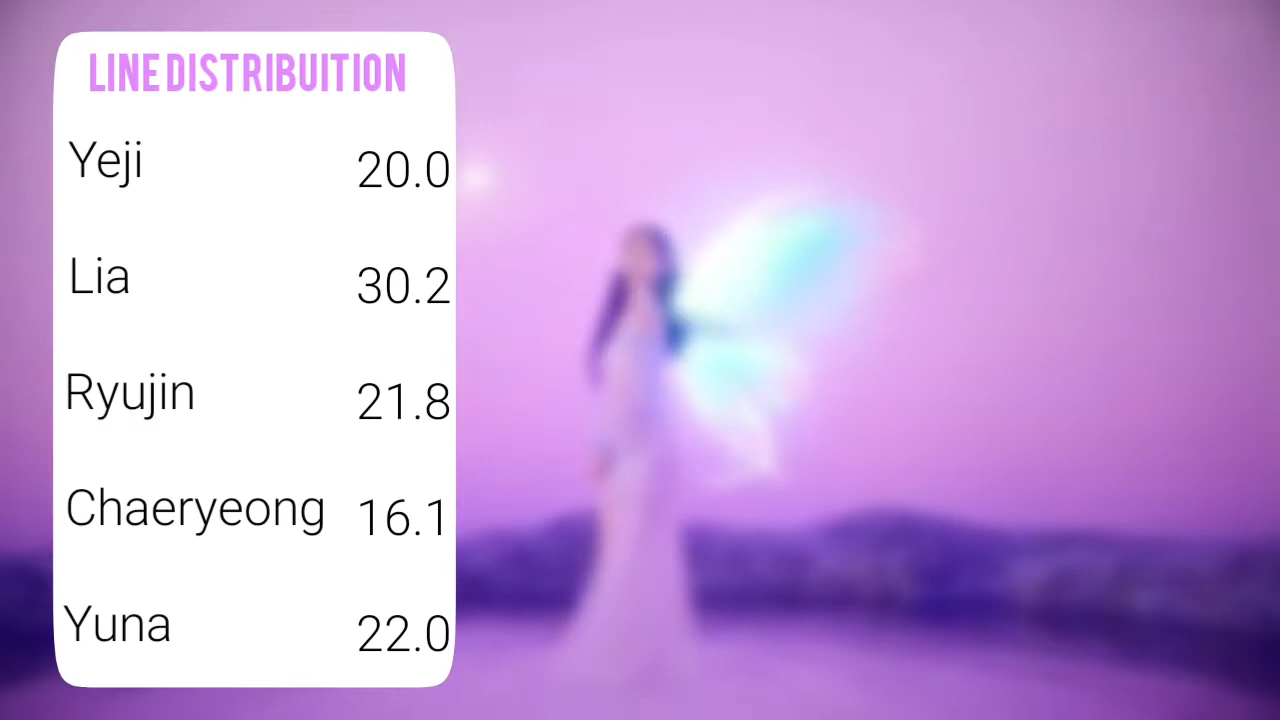 LINE DISTRIBUITION
Yeji 20.0
Lia 30.2
Ryujin 21.8
Chaeryeong 16.1
Yuna 22.0